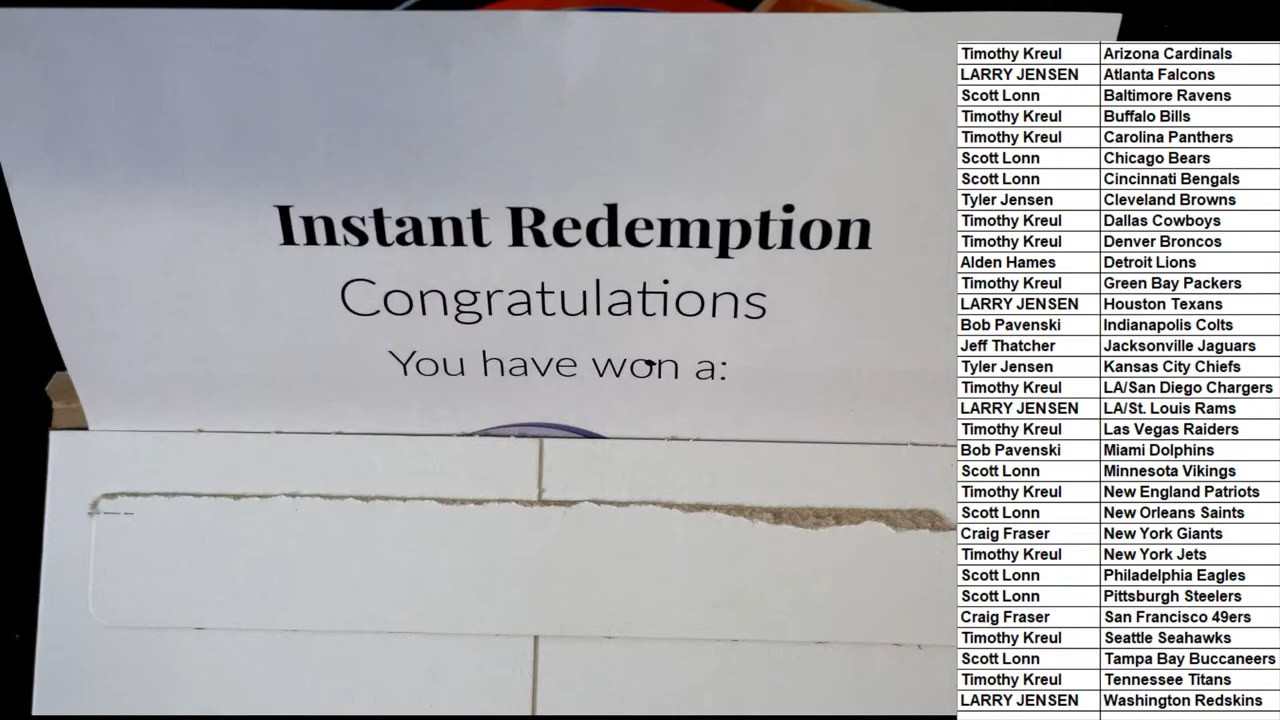 Instant Redemption
Congratulations
You have won a:
Timothy Kreul Arizona Cardinals
LARRY JENSEN Atlanta Falcons
Scott Lonn Baltimore Ravens
Timothy Kreul Buffalo Bills
Timothy Kreul Carolina Panthers
Scott Lonn Chicago Bears
Scott Lonn Cincinnati Bengals
Tyler Jensen Cleveland Browns
Timothy Kreul Dallas Cowboys
Timothy Kreul Denver Broncos
Alden Hames Detroit Lions
Timothy Kreul Green Bay Packers
LARRY JENSEN Houston Texans
Bob Pavenski Indianapolis Colts
Jeff Thatcher Jacksonville Jaguars
Tyler Jensen Kansas City Chiefs
Timothy Kreul LA/San Diego Chargers
LARRY JENSEN LA/St. Louis Rams
Timothy Kreul Las Vegas Raiders
Bob Pavenski Miami Dolphins
Scott Lonn Minnesota Vikings
Timothy Kreul New England Patriots
Scott Lonn New Orleans Saints
Craig Fraser New York Giants
Timothy Kreul New York Jets
Scott Lonn Philadelphia Eagles
Scott Lonn Pittsburgh Steelers
Craig Fraser San Francisco 49ers
Timothy Kreul Seattle Seahawks
Scott Lonn Tampa Bay Buccaneers
Timothy Kreul Tennessee Titans
LARRY JENSEN Washington Redskins